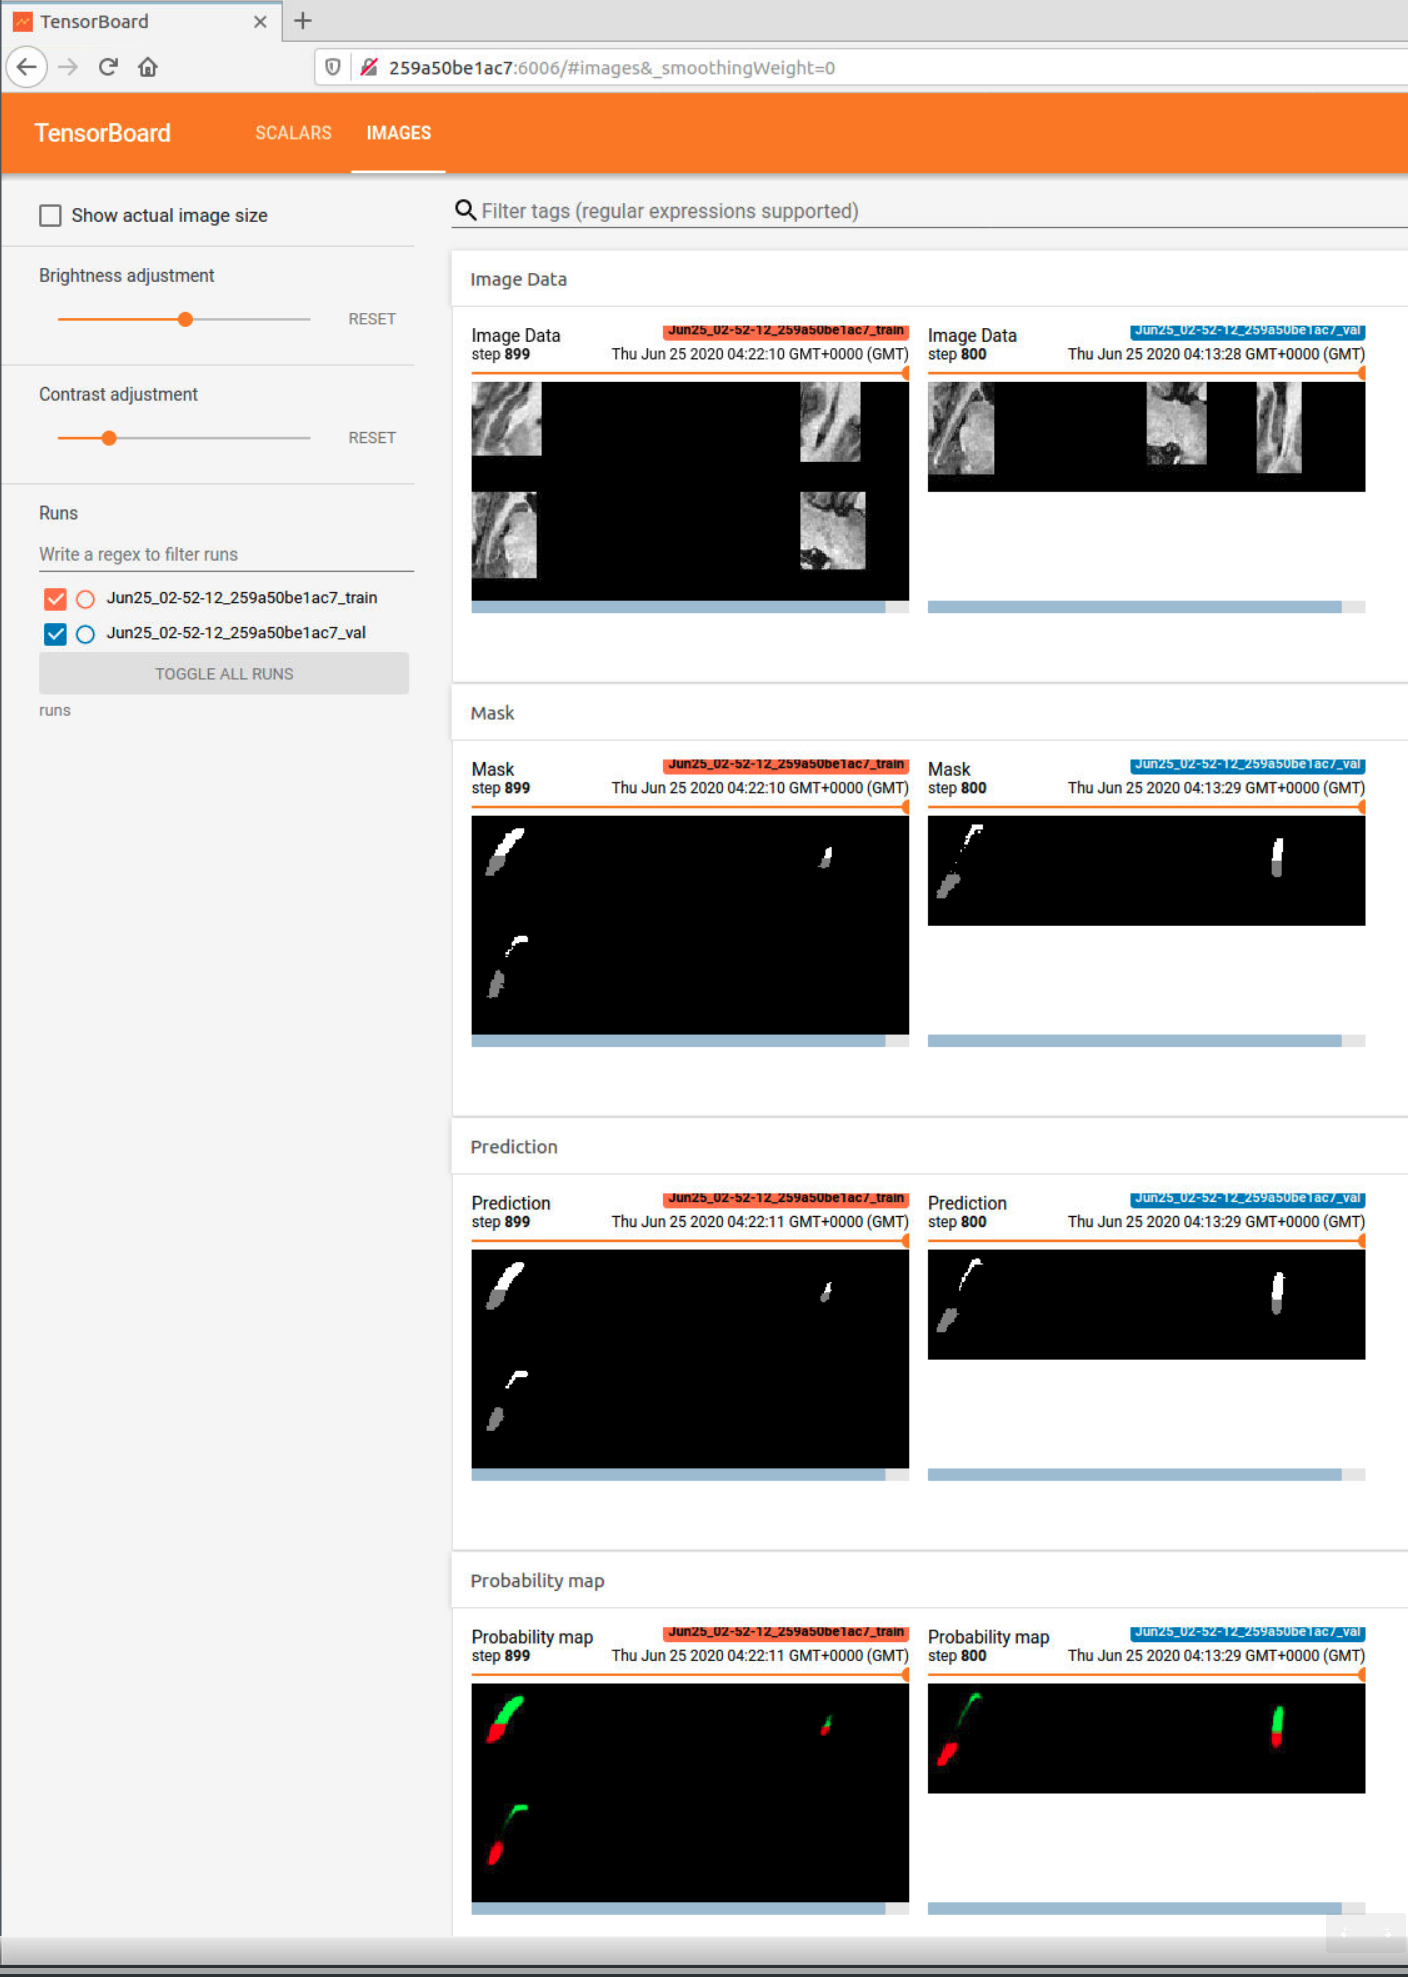 TensorBoard
259a50be1ac7:6006/#images&_smoothingWeight=0
TensorBoard SCALARS IMAGES
Show actual image size
Filter tags (regular expressions supported)
Brightness adjustment
RESET
Contrast adjustment
RESET
Runs
Write a regex to filter runs
Jun25_02-52-12_259a50be1ac7_train
Jun25_02-52-12_259a50be1ac7_val
TOGGLE ALL RUNS
runs
Image Data
Image Data Jun25_02-52-12_259a50be1ac7_train
step 899 Thu Jun 25 2020 04:22:10 GMT+0000 (GMT)
Image Data Jun25_02-52-12_259a50be1ac7_val
step 800 Thu Jun 25 2020 04:13:28 GMT+0000 (GMT)
Mask
Mask Jun25_02-52-12_259a50be1ac7_train
step 899 Thu Jun 25 2020 04:22:10 GMT+0000 (GMT)
Mask Jun25_02-52-12_259a50be1ac7_val
step 800 Thu Jun 25 2020 04:13:29 GMT+0000 (GMT)
Prediction
Prediction Jun25_02-52-12_259a50be1ac7_train
step 899 Thu Jun 25 2020 04:22:11 GMT+0000 (GMT)
Prediction Jun25_02-52-12_259a50be1ac7_val
step 800 Thu Jun 25 2020 04:13:29 GMT+0000 (GMT)
Probability map
Probability map Jun25_02-52-12_259a50be1ac7_train
step 899 Thu Jun 25 2020 04:22:11 GMT+0000 (GMT)
Probability map Jun25_02-52-12_259a50be1ac7_val
step 800 Thu Jun 25 2020 04:13:29 GMT+0000 (GMT)